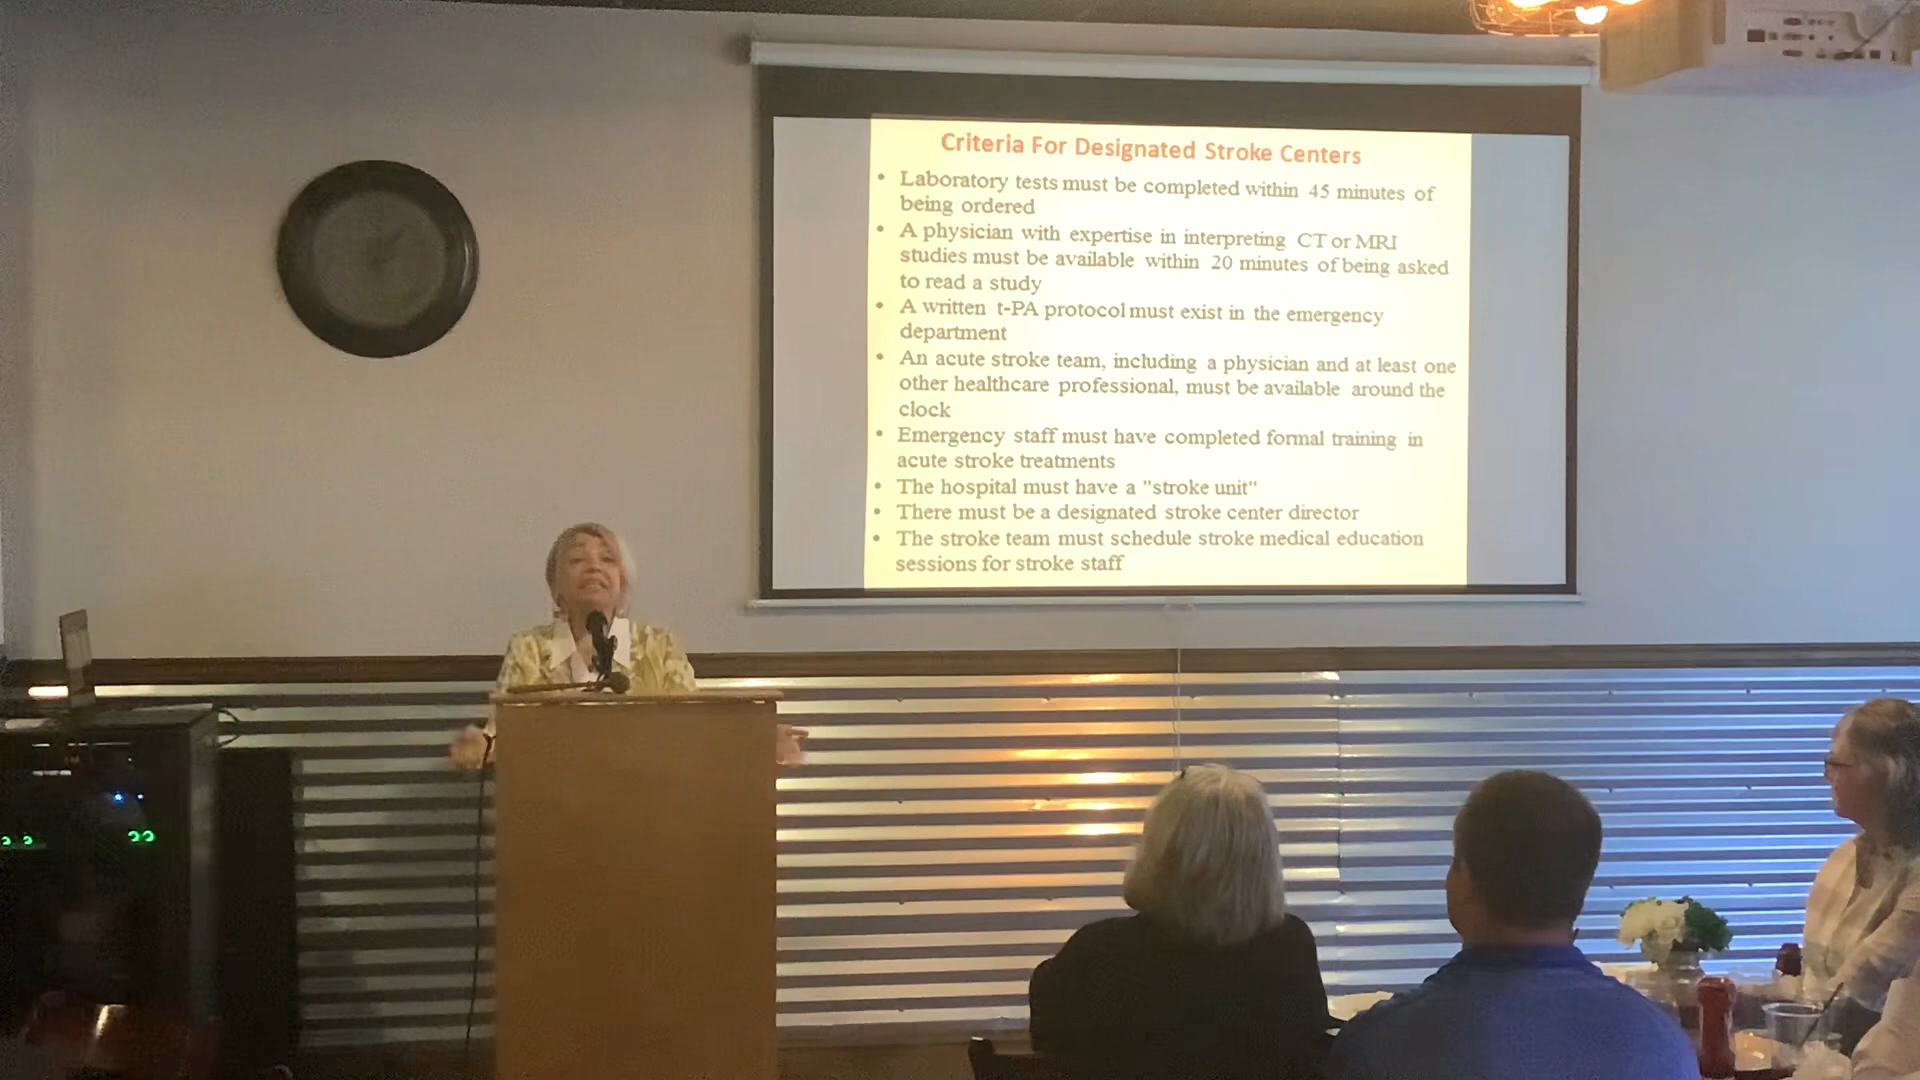 Criteria For Designated Stroke Centers
• Laboratory tests must be completed within 45 minutes of
being ordered
• A physician with expertise in interpreting CT or MRI
studies must be available within 20 minutes of being asked
to read a study
• A written t-PA protocol must exist in the emergency
department
• An acute stroke team, including a physician and at least one
other healthcare professional, must be available around the
clock
• Emergency staff must have completed formal training in
acute stroke treatments
• The hospital must have a "stroke unit"
• There must be a designated stroke center director
• The stroke team must schedule stroke medical education
sessions for stroke staff